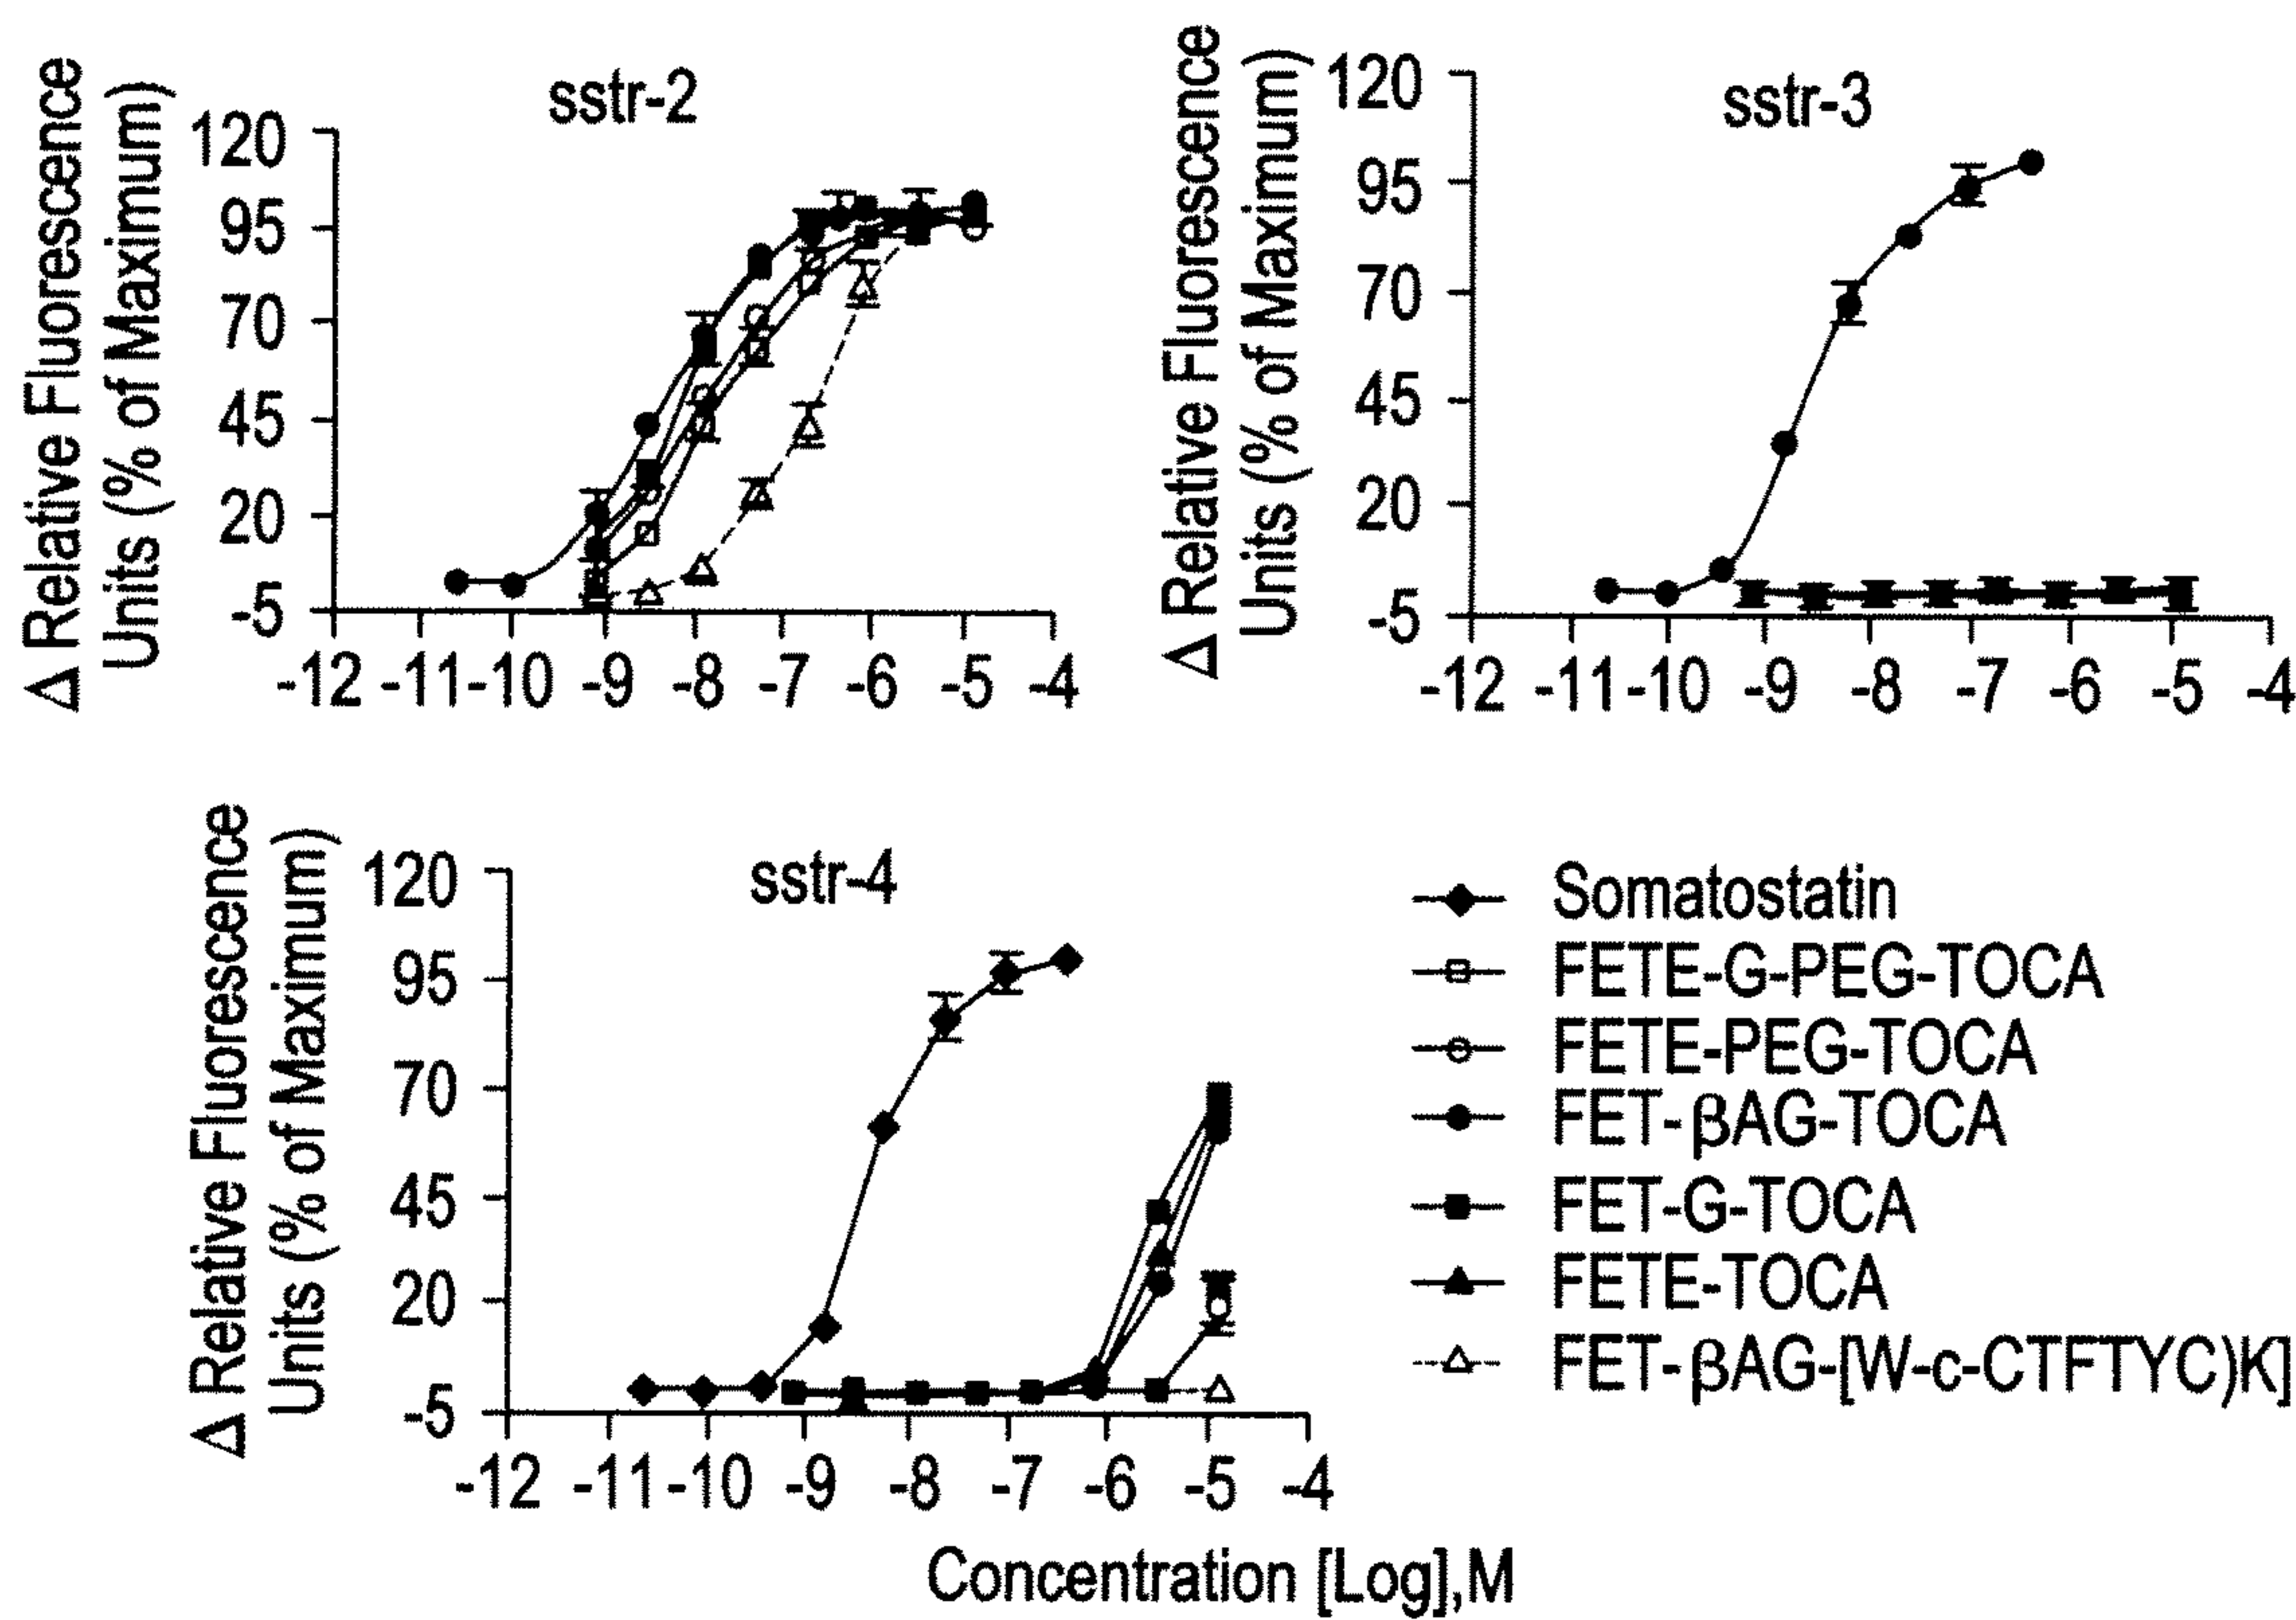 sstr-2
Δ Relative Fluorescence
Units (% of Maximum)
120
95
70
45
20
-5
-12 -11 -10 -9 -8 -7 -6 -5 -4
sstr-3
Δ Relative Fluorescence
Units (% of Maximum)
120
95
70
45
20
-5
-12 -11 -10 -9 -8 -7 -6 -5 -4
sstr-4
Δ Relative Fluorescence
Units (% of Maximum)
120
95
70
45
20
-5
-12 -11 -10 -9 -8 -7 -6 -5 -4
Somatostatin
FETE-G-PEG-TOCA
FETE-PEG-TOCA
FET-βAG-TOCA
FET-G-TOCA
FETE-TOCA
FET-βAG-[W-c-CTFTYC)K]
Concentration [Log],M